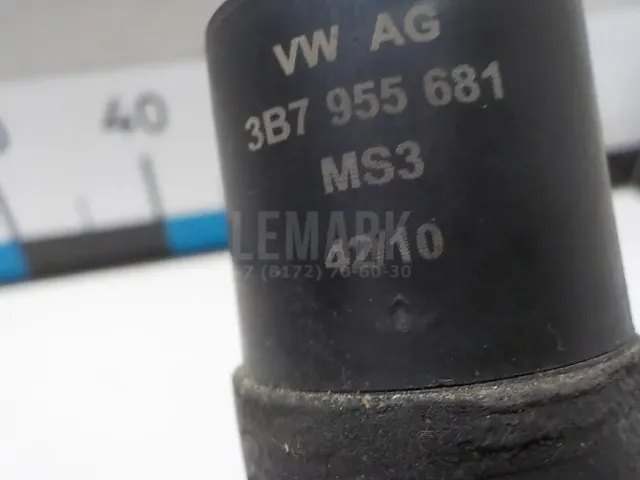 VW AG
40
3B7 955 681
MS3
LEMARK
42/10
7 (8172) 70-60-30